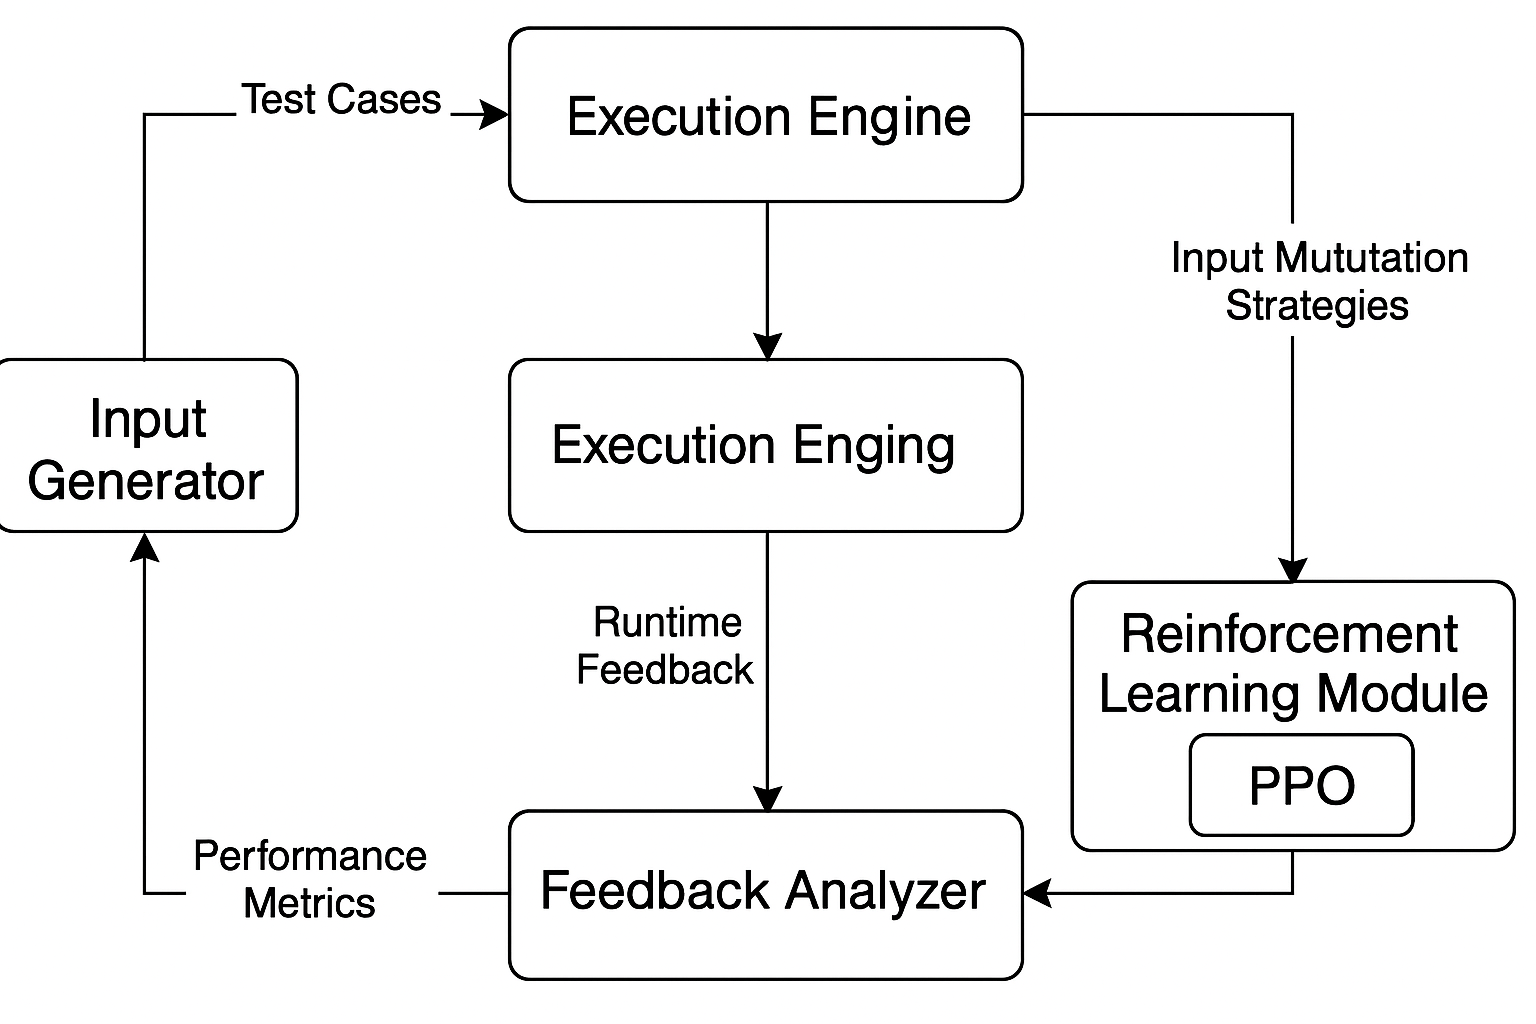 Test Cases
Execution Engine
Input Mututation
Strategies
Input
Generator
Execution Enging
Runtime
Feedback
Reinforcement
Learning Module
PPO
Performance
Metrics
Feedback Analyzer